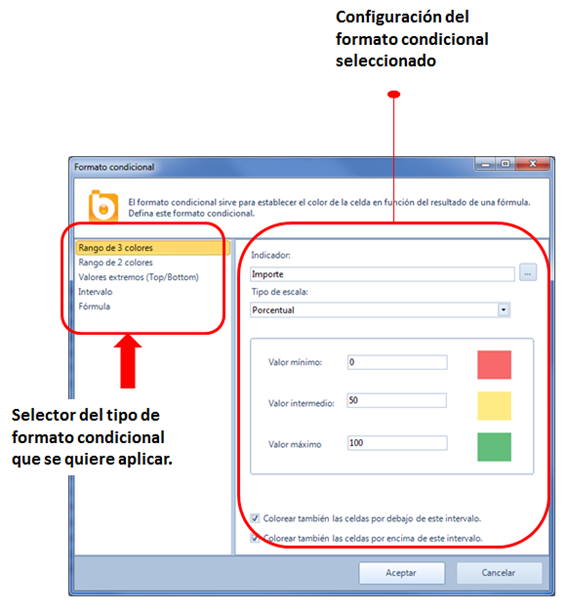 Configuración del
formato condicional
seleccionado
Formato condicional
El formato condicional sirve para establecer el color de la celda en función del resultado de una fórmula.
Defina este formato condicional.
Rango de 3 colores
Rango de 2 colores
Valores extremos (Top/Bottom)
Intervalo
Fórmula
Indicador:
Importe
...
Tipo de escala:
Porcentual
Valor mínimo:
0
Valor intermedio:
50
Valor máximo
100
Colorear también las celdas por debajo de este intervalo.
Colorear también las celdas por encima de este intervalo.
Aceptar
Cancelar
Selector del tipo de
formato condicional
que se quiere aplicar.